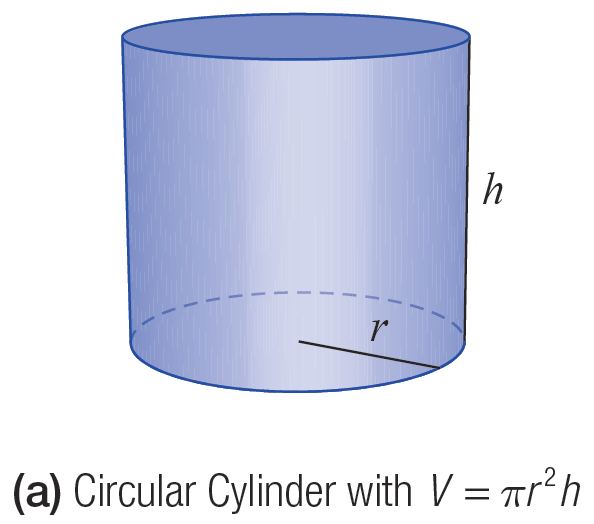 h
r
(a) Circular Cylinder with V = πr²h